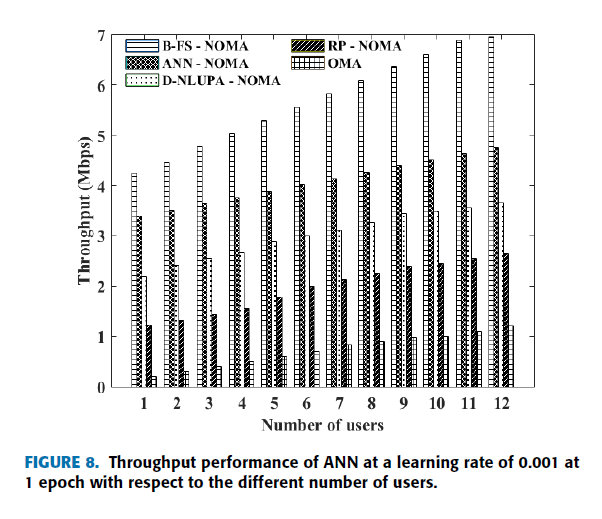 7
6
5
4
3
2
1
0
Throughput (Mbps)
B-FS - NOMA
ANN - NOMA
D-NLUPA - NOMA
RP - NOMA
OMA
1 2 3 4 5 6 7 8 9 10 11 12
Number of users
FIGURE 8. Throughput performance of ANN at a learning rate of 0.001 at
1 epoch with respect to the different number of users.